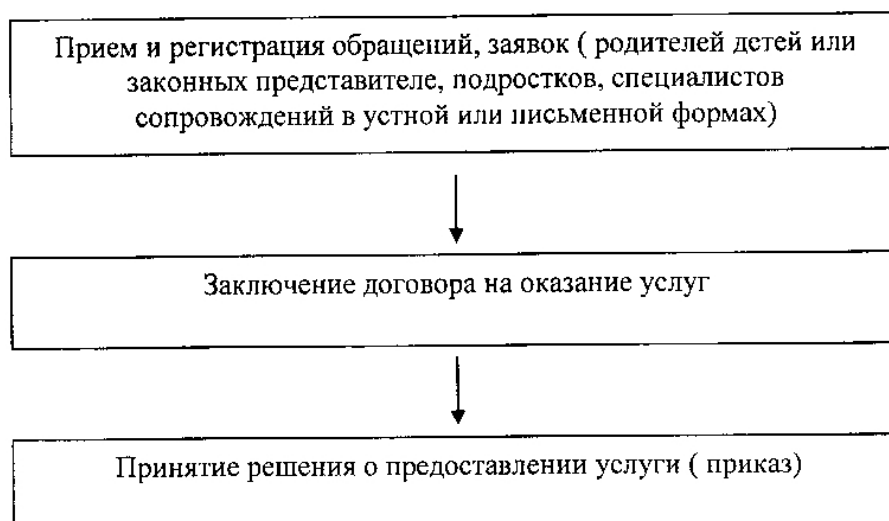 Прием и регистрация обращений, заявок ( родителей детей или
законных представителе, подростков, специалистов
сопровождений в устной или письменной формах)
Заключение договора на оказание услуг
Принятие решения о предоставлении услуги ( приказ)